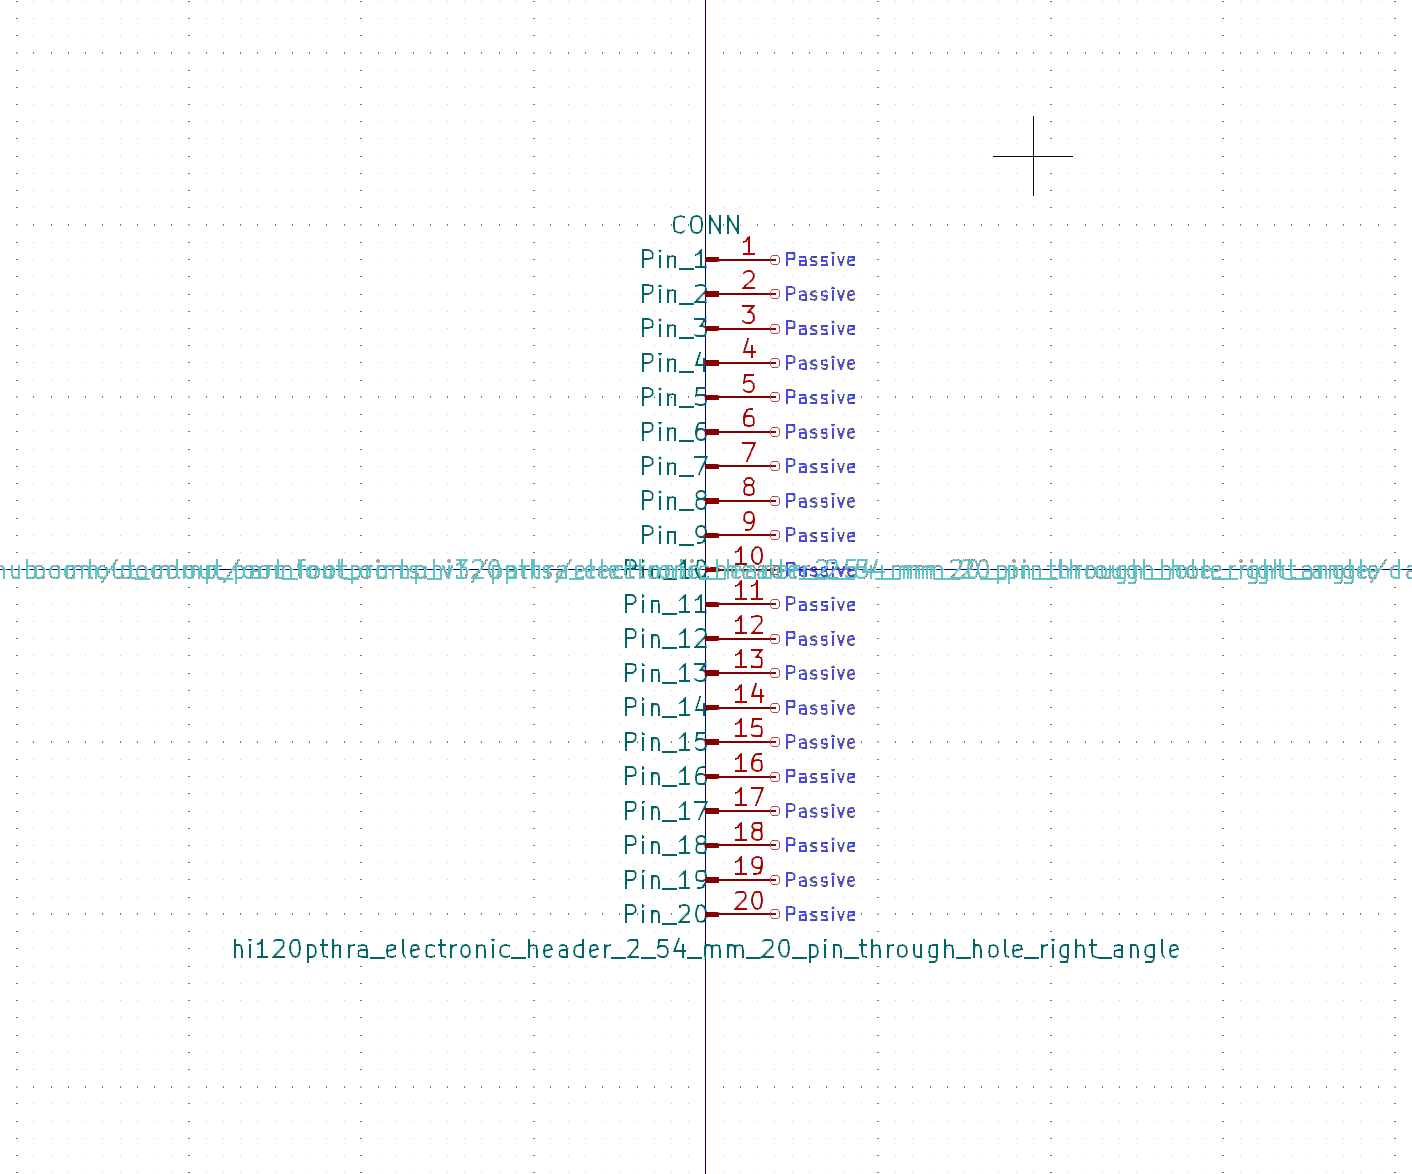 CONN
Pin_1 1 Passive
Pin_2 2 Passive
Pin_3 3 Passive
Pin_4 4 Passive
Pin_5 5 Passive
Pin_6 6 Passive
Pin_7 7 Passive
Pin_8 8 Passive
Pin_9 9 Passive
Pin_10 10 Passive
Pin_11 11 Passive
Pin_12 12 Passive
Pin_13 13 Passive
Pin_14 14 Passive
Pin_15 15 Passive
Pin_16 16 Passive
Pin_17 17 Passive
Pin_18 18 Passive
Pin_19 19 Passive
Pin_20 20 Passive
hi120pthra_electronic_header_2_54_mm_20_pin_through_hole_right_angle